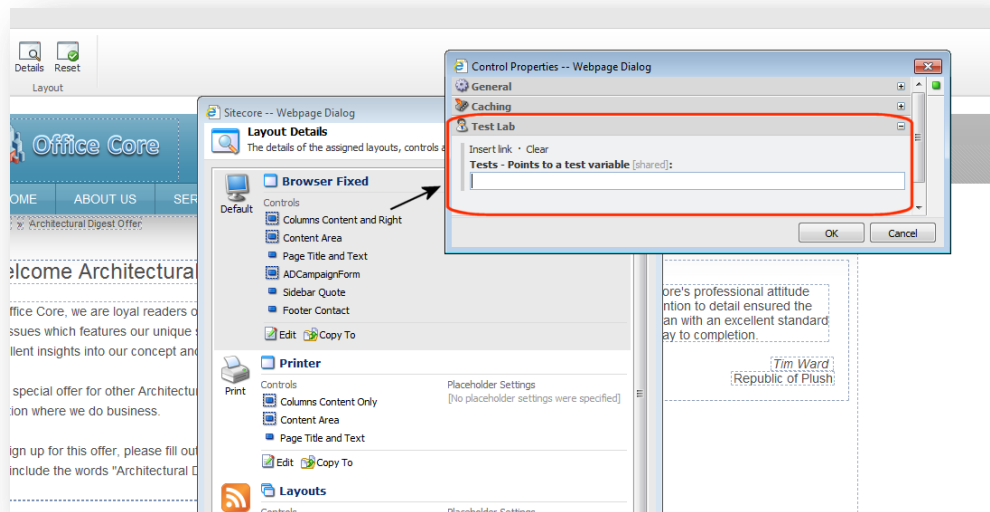 Details Reset
Layout
Office Core
OME ABOUT US SER
» Architectural Digest Offer
elcome Architectural
ffice Core, we are loyal readers o
ssues which features our unique s
llent insights into our concept and
special offer for other Architectu
tion where we do business.
ign up for this offer, please fill out
include the words "Architectural D
Sitecore -- Webpage Dialog
Layout Details
The details of the assigned layouts, controls a
Default
Browser Fixed
Controls
Columns Content and Right
Content Area
Page Title and Text
ADCampaignForm
Sidebar Quote
Footer Contact
Edit Copy To
Print
Printer
Controls
Placeholder Settings
Columns Content Only
[No placeholder settings were specified]
Content Area
Page Title and Text
Edit Copy To
Layouts
Controls
Placeholder Settings
Control Properties -- Webpage Dialog
General
Caching
Test Lab
Insert link · Clear
Tests - Points to a test variable [shared]:
OK Cancel
ore's professional attitude
ntion to detail ensured the
an with an excellent standard
ay to completion.
Tim Ward
Republic of Plush